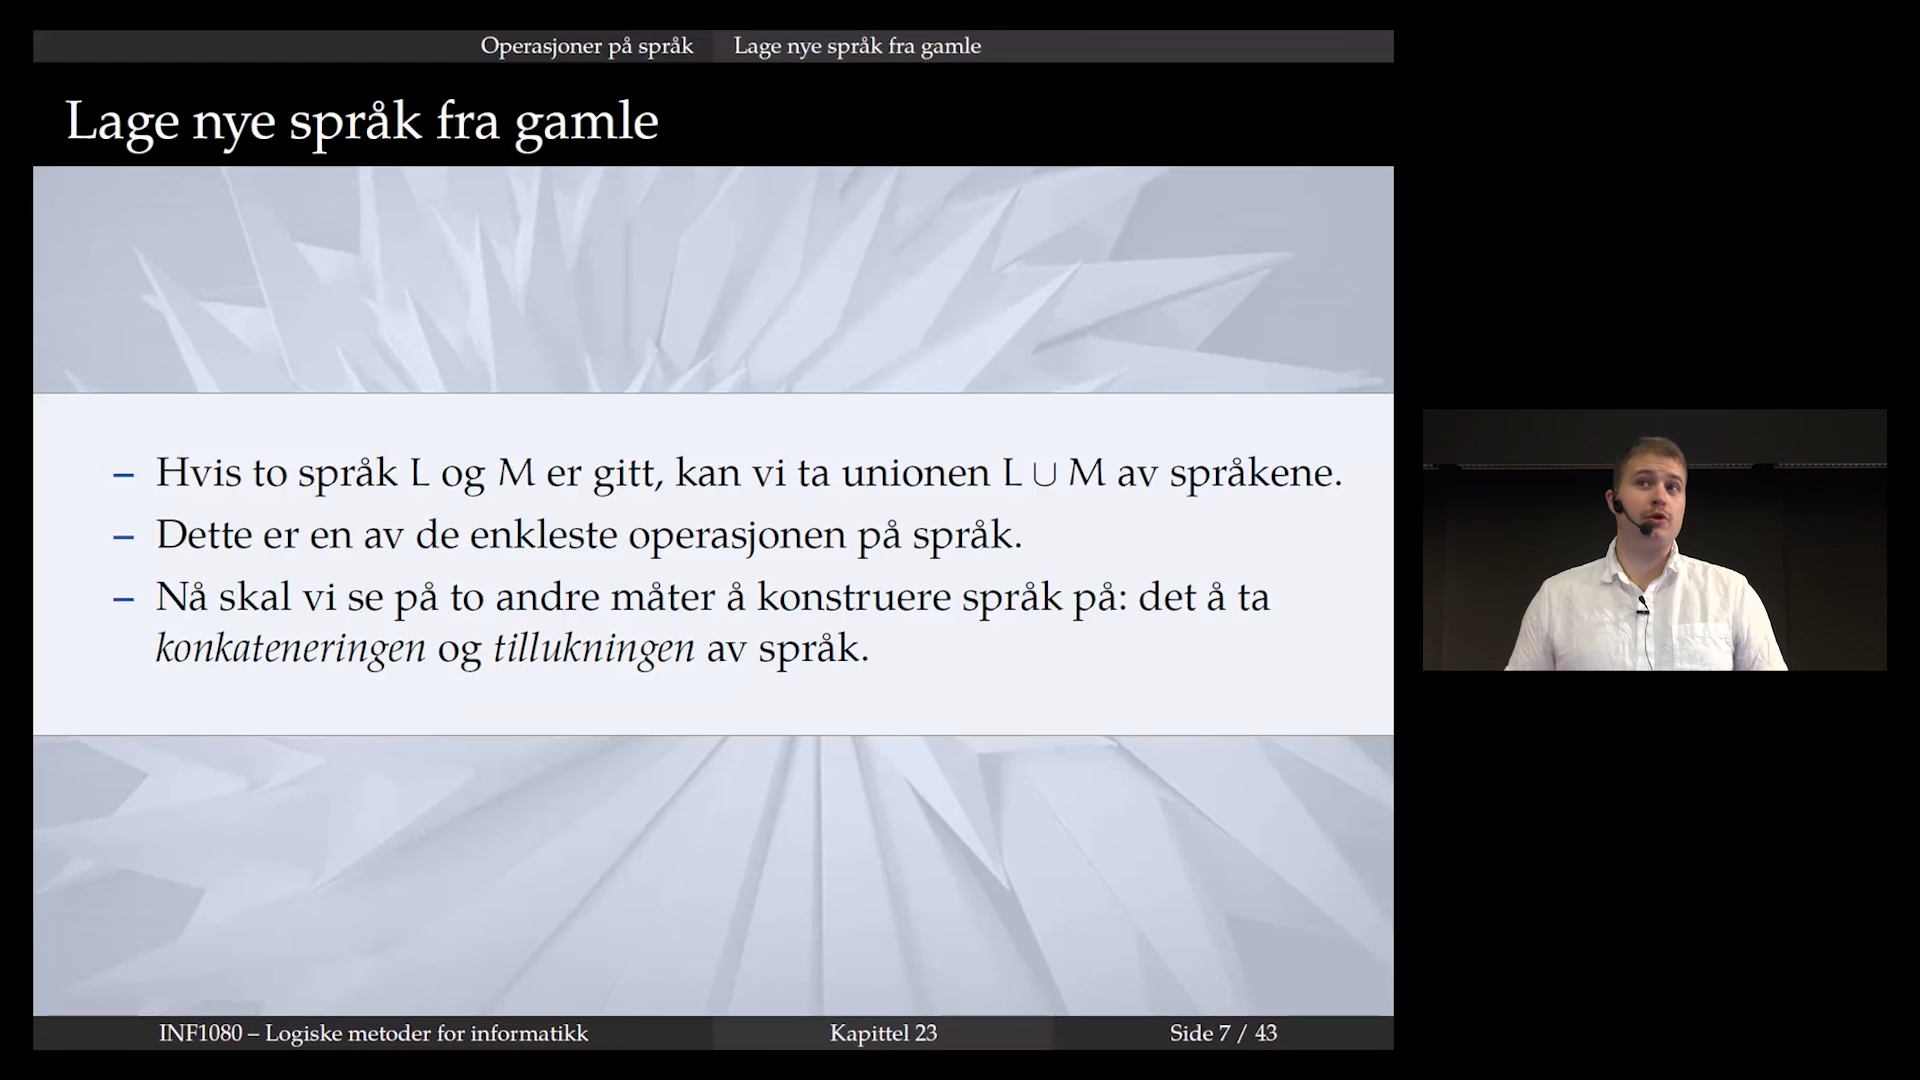 Operasjoner på språk Lage nye språk fra gamle
Lage nye språk fra gamle
– Hvis to språk L og M er gitt, kan vi ta unionen L ∪ M av språkene.
– Dette er en av de enkleste operasjonen på språk.
– Nå skal vi se på to andre måter å konstruere språk på: det å ta
konkateneringen og tillukningen av språk.
INF1080 – Logiske metoder for informatikk Kapittel 23 Side 7 / 43